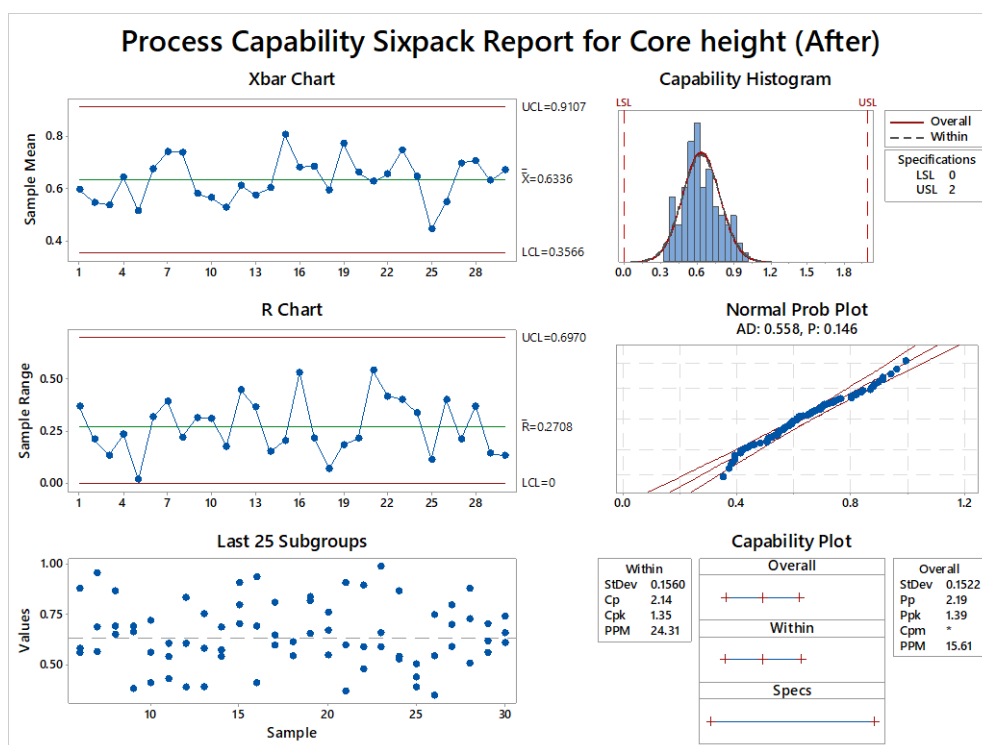 Process Capability Sixpack Report for Core height (After)
Xbar Chart
Sample Mean
0.8
0.6
0.4
1 4 7 10 13 16 19 22 25 28
UCL=0.9107
X=0.6336
LCL=0.3566
Capability Histogram
LSL USL
0.0 0.3 0.6 0.9 1.2 1.5 1.8
Overall
Within
Specifications
LSL 0
USL 2
R Chart
Sample Range
0.50
0.25
0.00
1 4 7 10 13 16 19 22 25 28
UCL=0.6970
R=0.2708
LCL=0
Normal Prob Plot
AD: 0.558, P: 0.146
0.0 0.4 0.8 1.2
Last 25 Subgroups
Values
1.00
0.75
0.50
10 15 20 25 30
Sample
Capability Plot
Within
StDev 0.1560
Cp 2.14
Cpk 1.35
PPM 24.31
Overall
Within
Specs
Overall
StDev 0.1522
Pp 2.19
Ppk 1.39
Cpm *
PPM 15.61